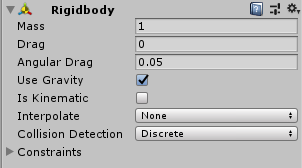 Rigidbody
Mass 1
Drag 0
Angular Drag 0.05
Use Gravity
Is Kinematic
Interpolate None
Collision Detection Discrete
Constraints